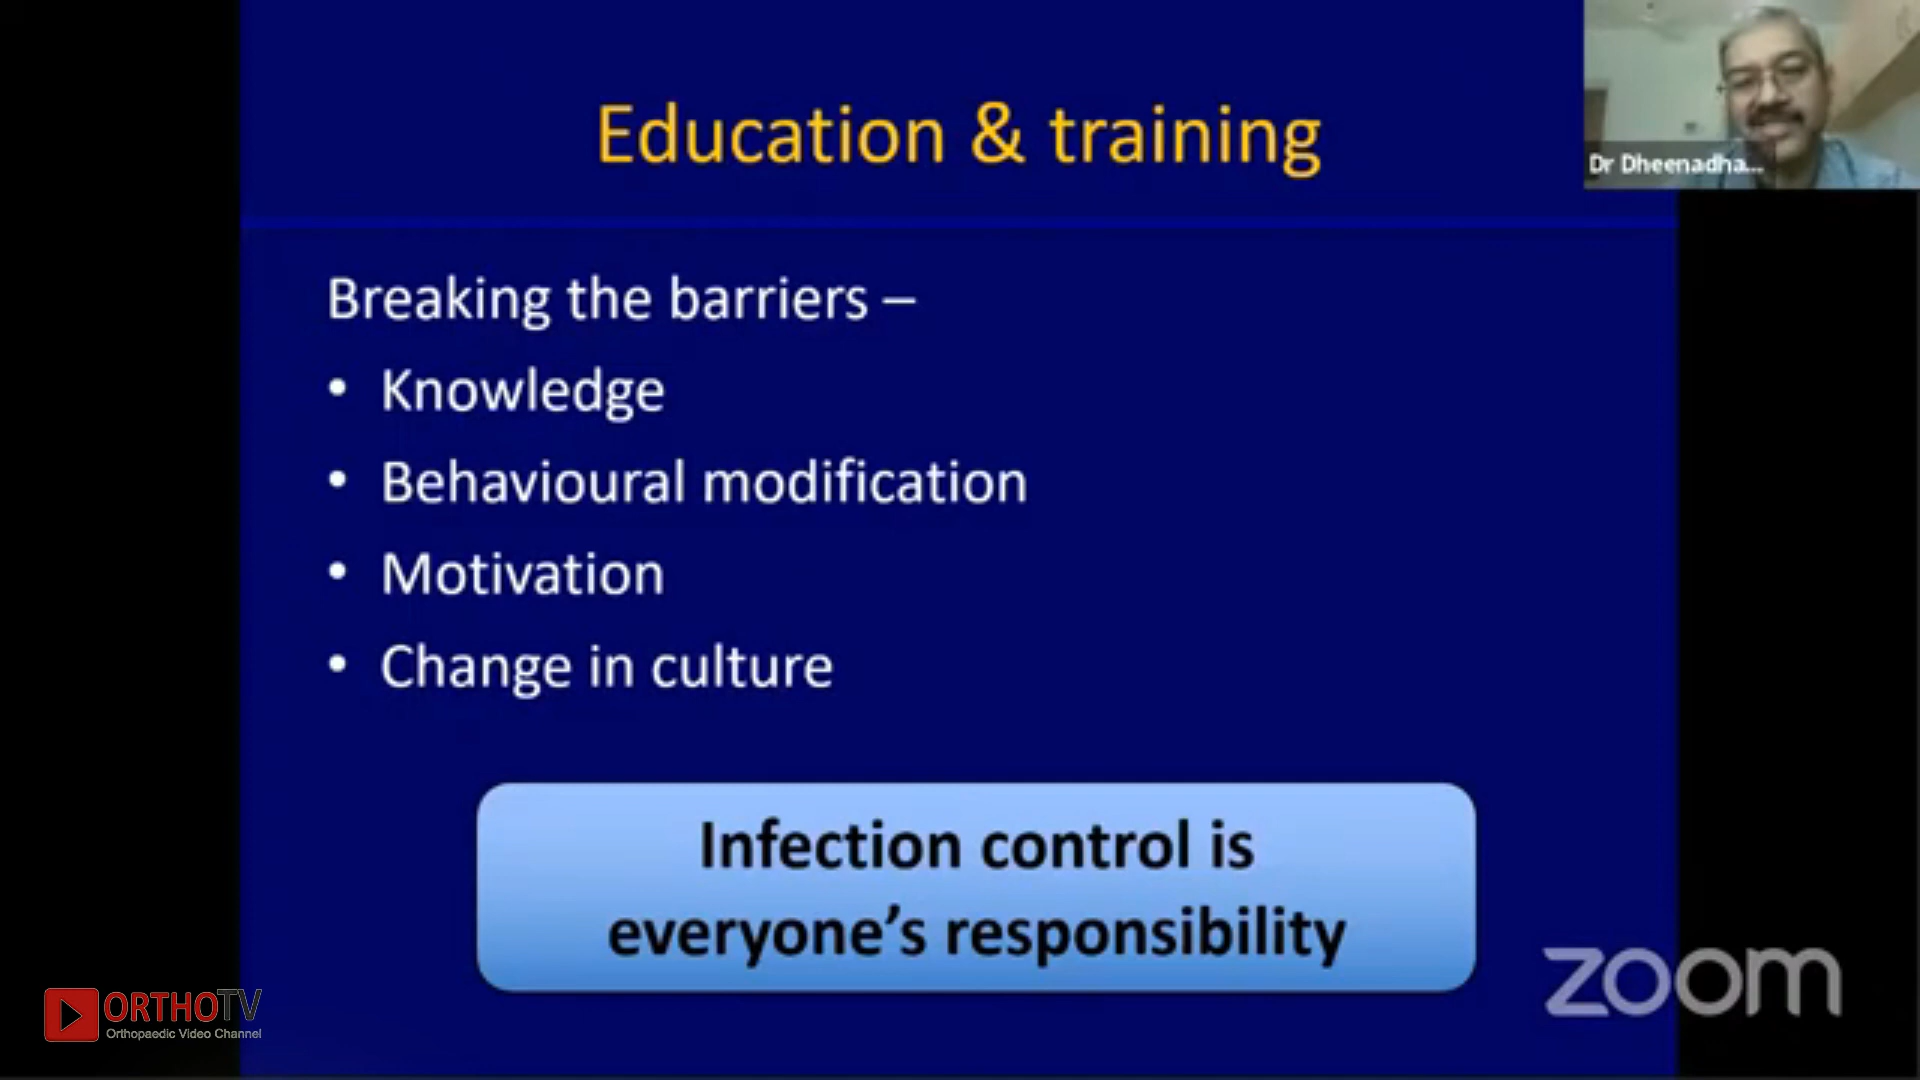 Education & training
Dr Dheenadha...
Breaking the barriers –
• Knowledge
• Behavioural modification
• Motivation
• Change in culture
Infection control is
everyone’s responsibility
ORTHOTV
Orthopaedic Video Channel
zoom